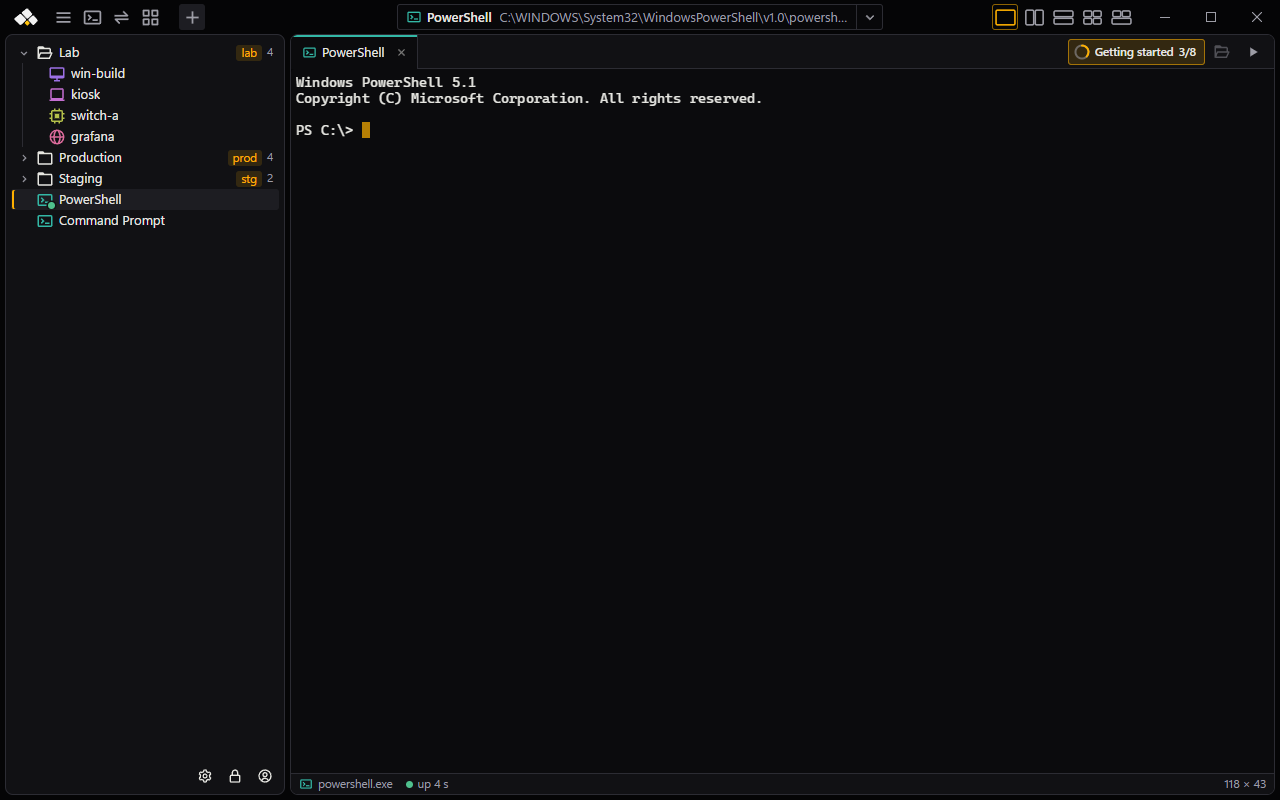 PowerShell C:\WINDOWS\System32\WindowsPowerShell\v1.0\powersh...
Lab lab 4
win-build
kiosk
switch-a
grafana
Production prod 4
Staging stg 2
PowerShell
Command Prompt
PowerShell
Getting started 3/8
Windows PowerShell 5.1
Copyright (C) Microsoft Corporation. All rights reserved.
PS C:\>
powershell.exe up 4 s
118 × 43